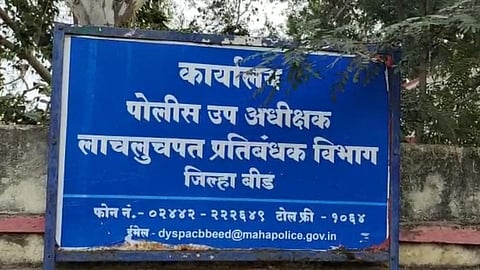 कार्यालय
पोलीस उप अधीक्षक
लाचलुचपत प्रतिबंधक विभाग
जिल्हा बीड
फोन नं.- ०२४४२ - २२२६४९ टोल फ्री - १०६४
ईमेल - dyspacbbeed@mahapolice.gov.in